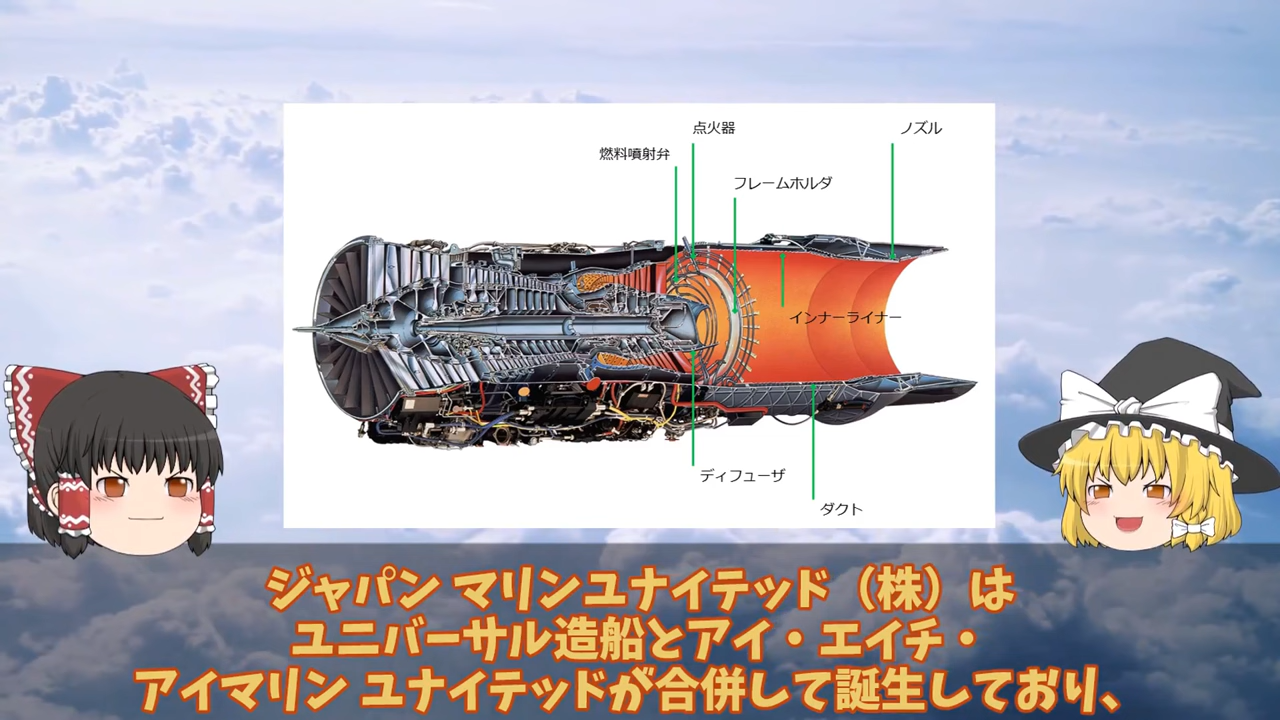 点火器
ノズル
燃料噴射弁
フレームホルダ
インナーライナー
ディフューザ
ダクト
ジャパン マリンユナイテッド（株）は
ユニバーサル造船とアイ・エイチ・
アイマリン ユナイテッドが合併して誕生しており、